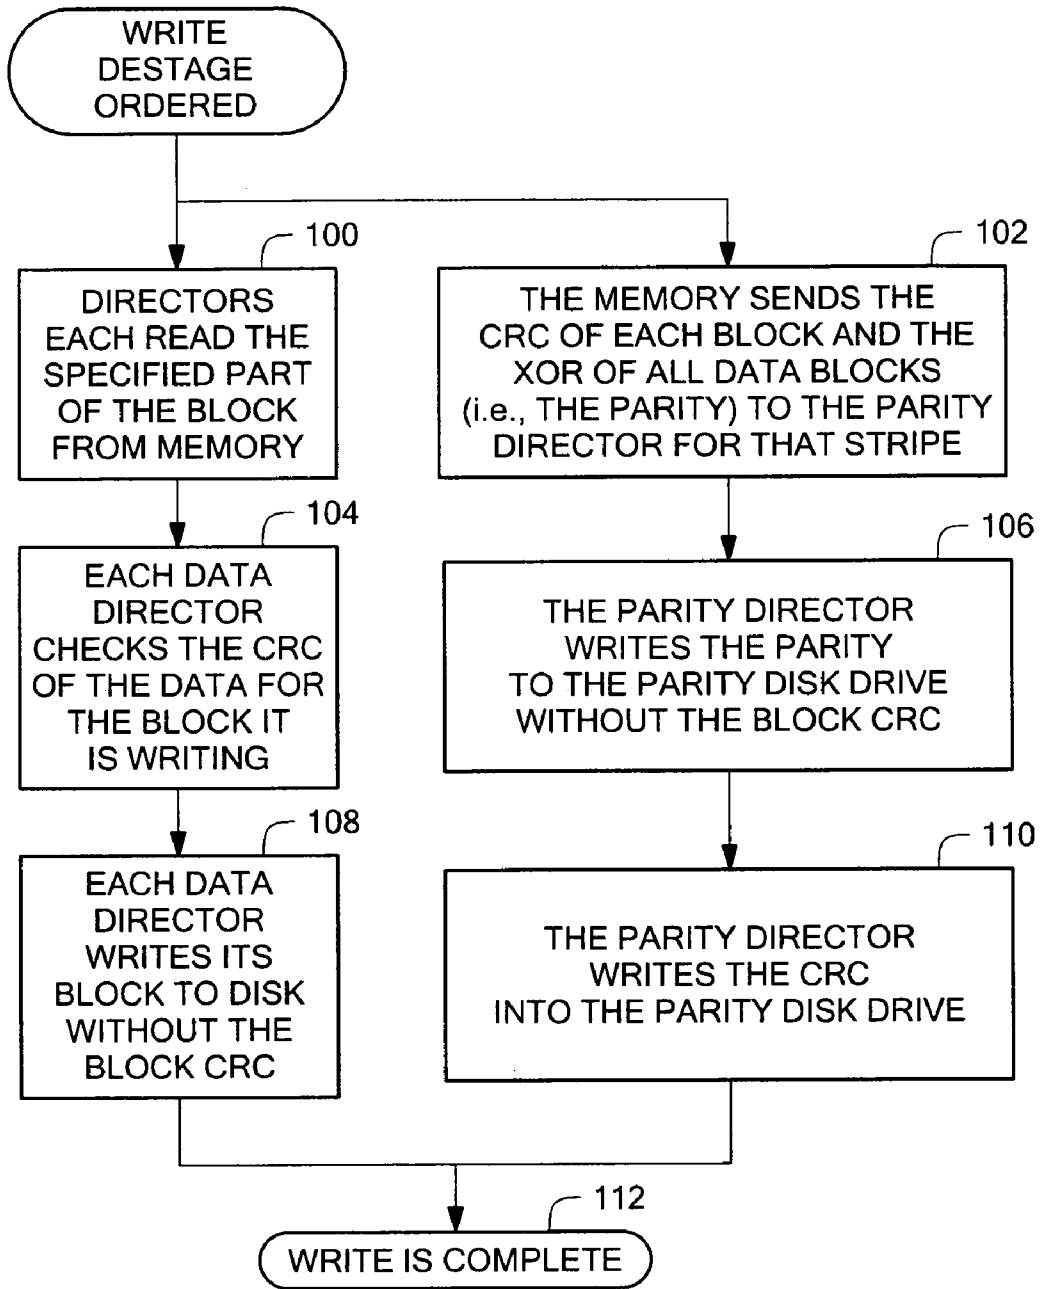 WRITE
DESTAGE
ORDERED
100
DIRECTORS
EACH READ THE
SPECIFIED PART
OF THE BLOCK
FROM MEMORY
102
THE MEMORY SENDS THE
CRC OF EACH BLOCK AND THE
XOR OF ALL DATA BLOCKS
(i.e., THE PARITY) TO THE PARITY
DIRECTOR FOR THAT STRIPE
104
EACH DATA
DIRECTOR
CHECKS THE CRC
OF THE DATA FOR
THE BLOCK IT
IS WRITING
106
THE PARITY DIRECTOR
WRITES THE PARITY
TO THE PARITY DISK DRIVE
WITHOUT THE BLOCK CRC
108
EACH DATA
DIRECTOR
WRITES ITS
BLOCK TO DISK
WITHOUT THE
BLOCK CRC
110
THE PARITY DIRECTOR
WRITES THE CRC
INTO THE PARITY DISK DRIVE
112
WRITE IS COMPLETE